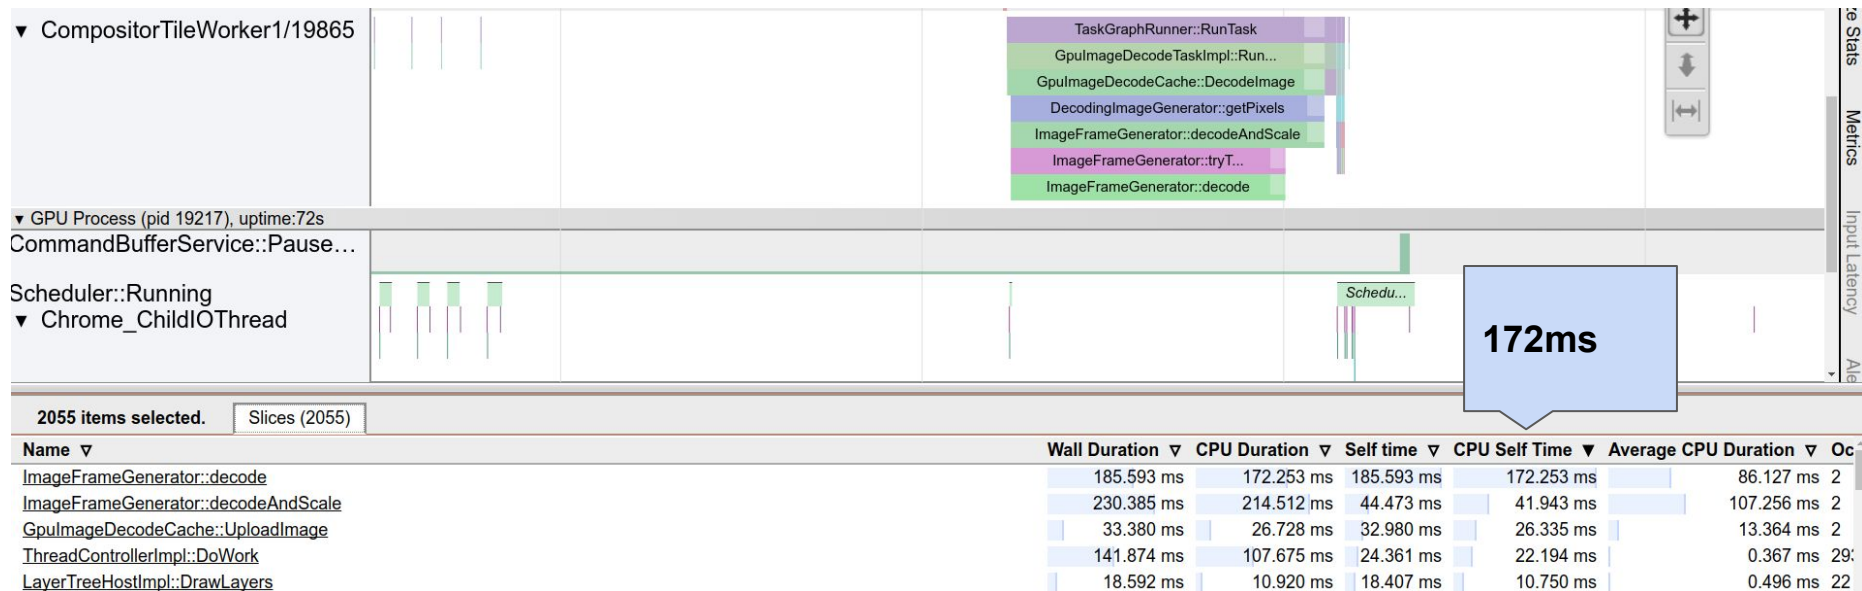 ▼ CompositorTileWorker1/19865
TaskGraphRunner::RunTask
GpuImageDecodeTaskImpl::Run...
GpuImageDecodeCache::DecodeImage
DecodingImageGenerator::getPixels
ImageFrameGenerator::decodeAndScale
ImageFrameGenerator::tryT...
ImageFrameGenerator::decode
▼ GPU Process (pid 19217), uptime:72s
CommandBufferService::Pause...
Scheduler::Running
Schedu...
▼ Chrome_ChildIOThread
Stats
Metrics
Input Latency
172ms
2055 items selected. Slices (2055)
Name ▽ Wall Duration ▽ CPU Duration ▽ Self time ▽ CPU Self Time ▼ Average CPU Duration ▽ Oc
ImageFrameGenerator::decode 185.593 ms 172.253 ms 185.593 ms 172.253 ms 86.127 ms 2
ImageFrameGenerator::decodeAndScale 230.385 ms 214.512 ms 44.473 ms 41.943 ms 107.256 ms 2
GpuImageDecodeCache::UploadImage 33.380 ms 26.728 ms 32.980 ms 26.335 ms 13.364 ms 2
ThreadControllerImpl::DoWork 141.874 ms 107.675 ms 24.361 ms 22.194 ms 0.367 ms 293
LayerTreeHostImpl::DrawLayers 18.592 ms 10.920 ms 18.407 ms 10.750 ms 0.496 ms 22